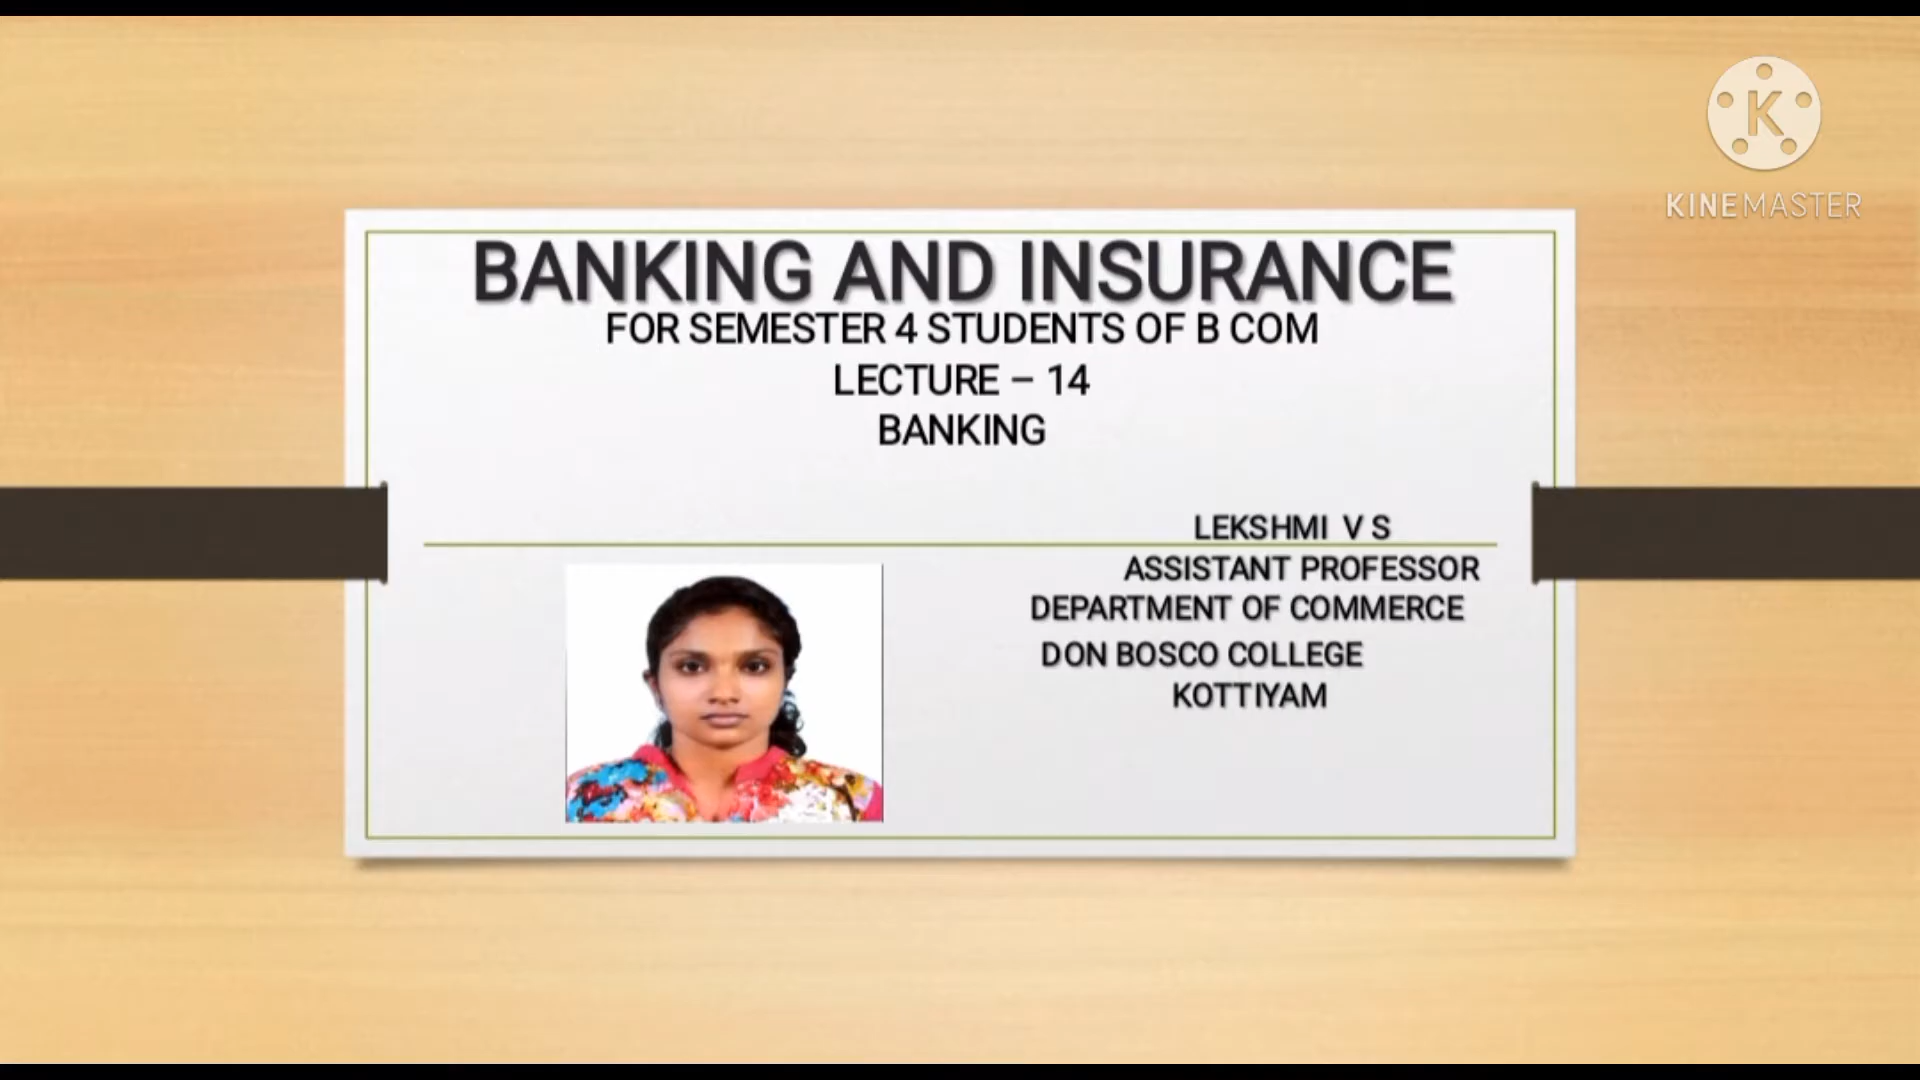 K
KINEMASTER
BANKING AND INSURANCE
FOR SEMESTER 4 STUDENTS OF B COM
LECTURE – 14
BANKING
LEKSHMI V S
ASSISTANT PROFESSOR
DEPARTMENT OF COMMERCE
DON BOSCO COLLEGE
KOTTIYAM